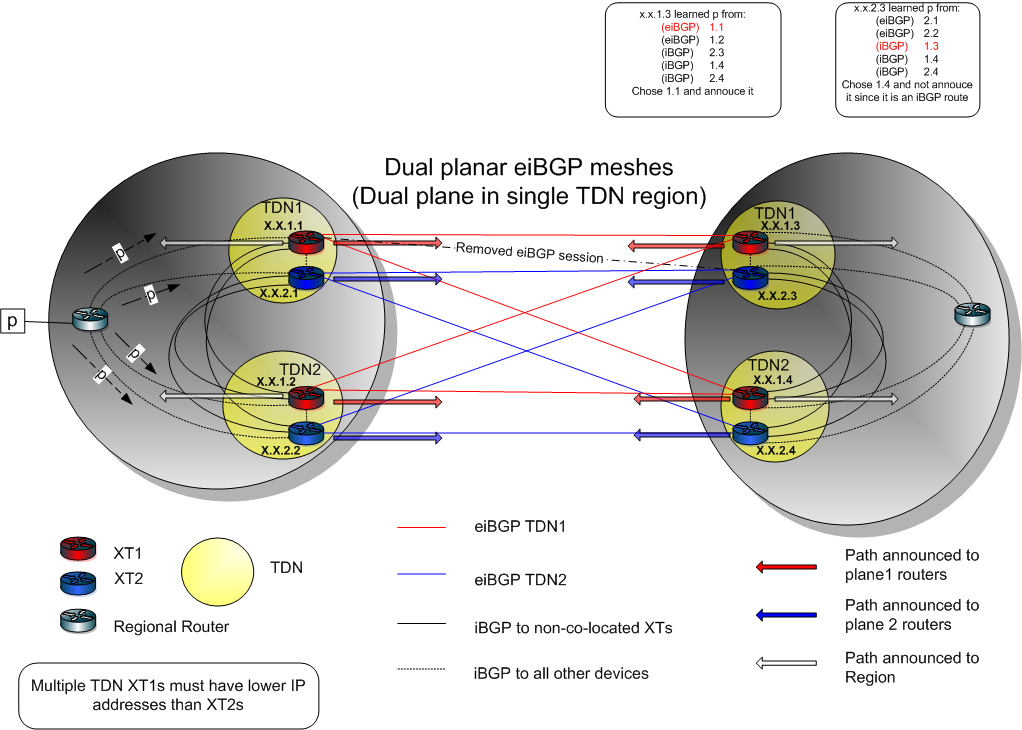 x.x.1.3 learned p from:
(eiBGP) 1.1
(eiBGP) 1.2
(iBGP) 2.3
(iBGP) 1.4
(iBGP) 2.4
Chose 1.1 and annouce it
x.x.2.3 learned p from:
(eiBGP) 2.1
(eiBGP) 2.2
(iBGP) 1.3
(iBGP) 1.4
(iBGP) 2.4
Chose 1.4 and not annouce
it since it is an iBGP route
Dual planar eiBGP meshes
(Dual plane in single TDN region)
TDN1
X.X.1.1
X.X.2.1
TDN2
X.X.1.2
X.X.2.2
p
p
p
p
p
Removed eiBGP session
TDN1
X.X.1.3
X.X.2.3
TDN2
X.X.1.4
X.X.2.4
XT1
XT2
Regional Router
TDN
eiBGP TDN1
eiBGP TDN2
iBGP to non-co-located XTs
iBGP to all other devices
Path announced to
plane1 routers
Path announced to
plane 2 routers
Path announced to
Region
Multiple TDN XT1s must have lower IP
addresses than XT2s